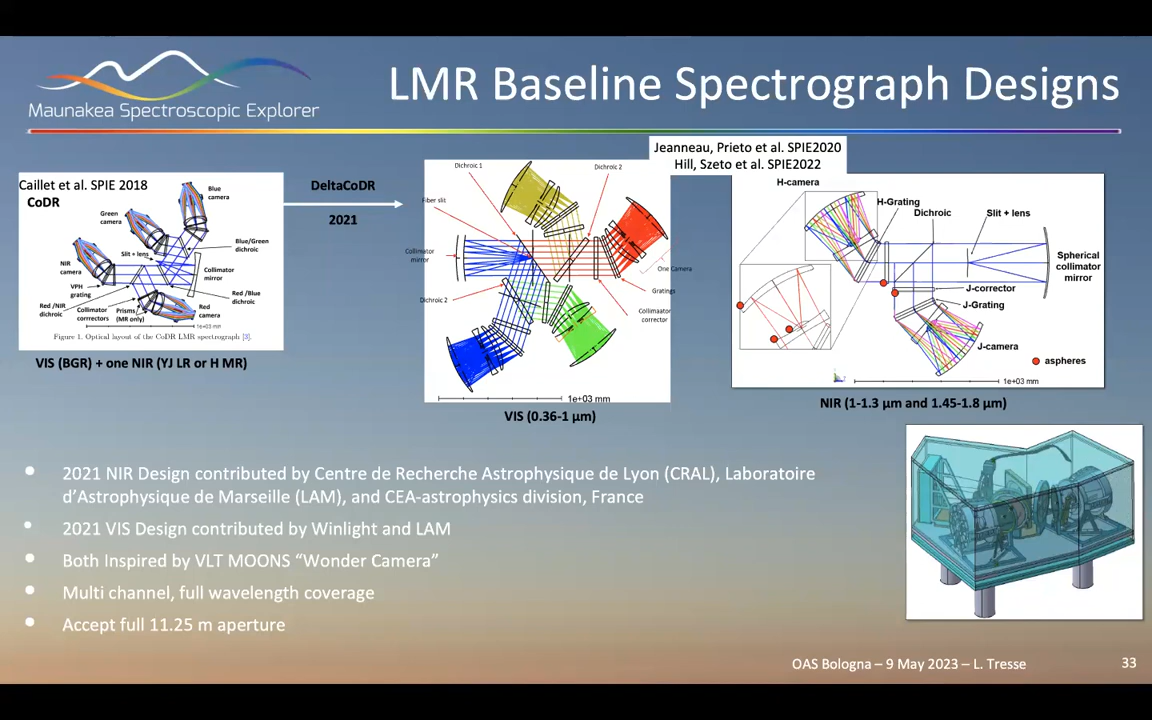 Maunakea Spectroscopic Explorer
LMR Baseline Spectrograph Designs
Jeanneau, Prieto et al. SPIE2020
Hill, Szeto et al. SPIE2022
Caillet et al. SPIE 2018
CoDR
DeltaCoDR
2021
Blue
camera
Green
camera
Slit + lens
Blue/Green
dichroic
NIR
camera
Collimator
mirror
VPH
grating
Red /NIR
dichroic
Collimator
corrrectors
Prisms
(MR only)
Red /Blue
dichroic
Red
camera
1e+03 mm
Figure 1. Optical layout of the CoDR LMR spectrograph [3].
VIS (BGR) + one NIR (YJ LR or H MR)
Dichroic 1
Dichroic 2
Fiber slit
Collimator
mirror
One Camera
Dichroic 2
Gratings
Collimaator
corrector
1e+03 mm
VIS (0.36-1 µm)
H-camera
H-Grating
Dichroic
Slit + lens
Spherical
collimator
mirror
J-corrector
J-Grating
J-camera
aspheres
1e+03 mm
NIR (1-1.3 µm and 1.45-1.8 µm)
• 2021 NIR Design contributed by Centre de Recherche Astrophysique de Lyon (CRAL), Laboratoire
d’Astrophysique de Marseille (LAM), and CEA-astrophysics division, France
• 2021 VIS Design contributed by Winlight and LAM
• Both Inspired by VLT MOONS “Wonder Camera”
• Multi channel, full wavelength coverage
• Accept full 11.25 m aperture
OAS Bologna – 9 May 2023 – L. Tresse
33